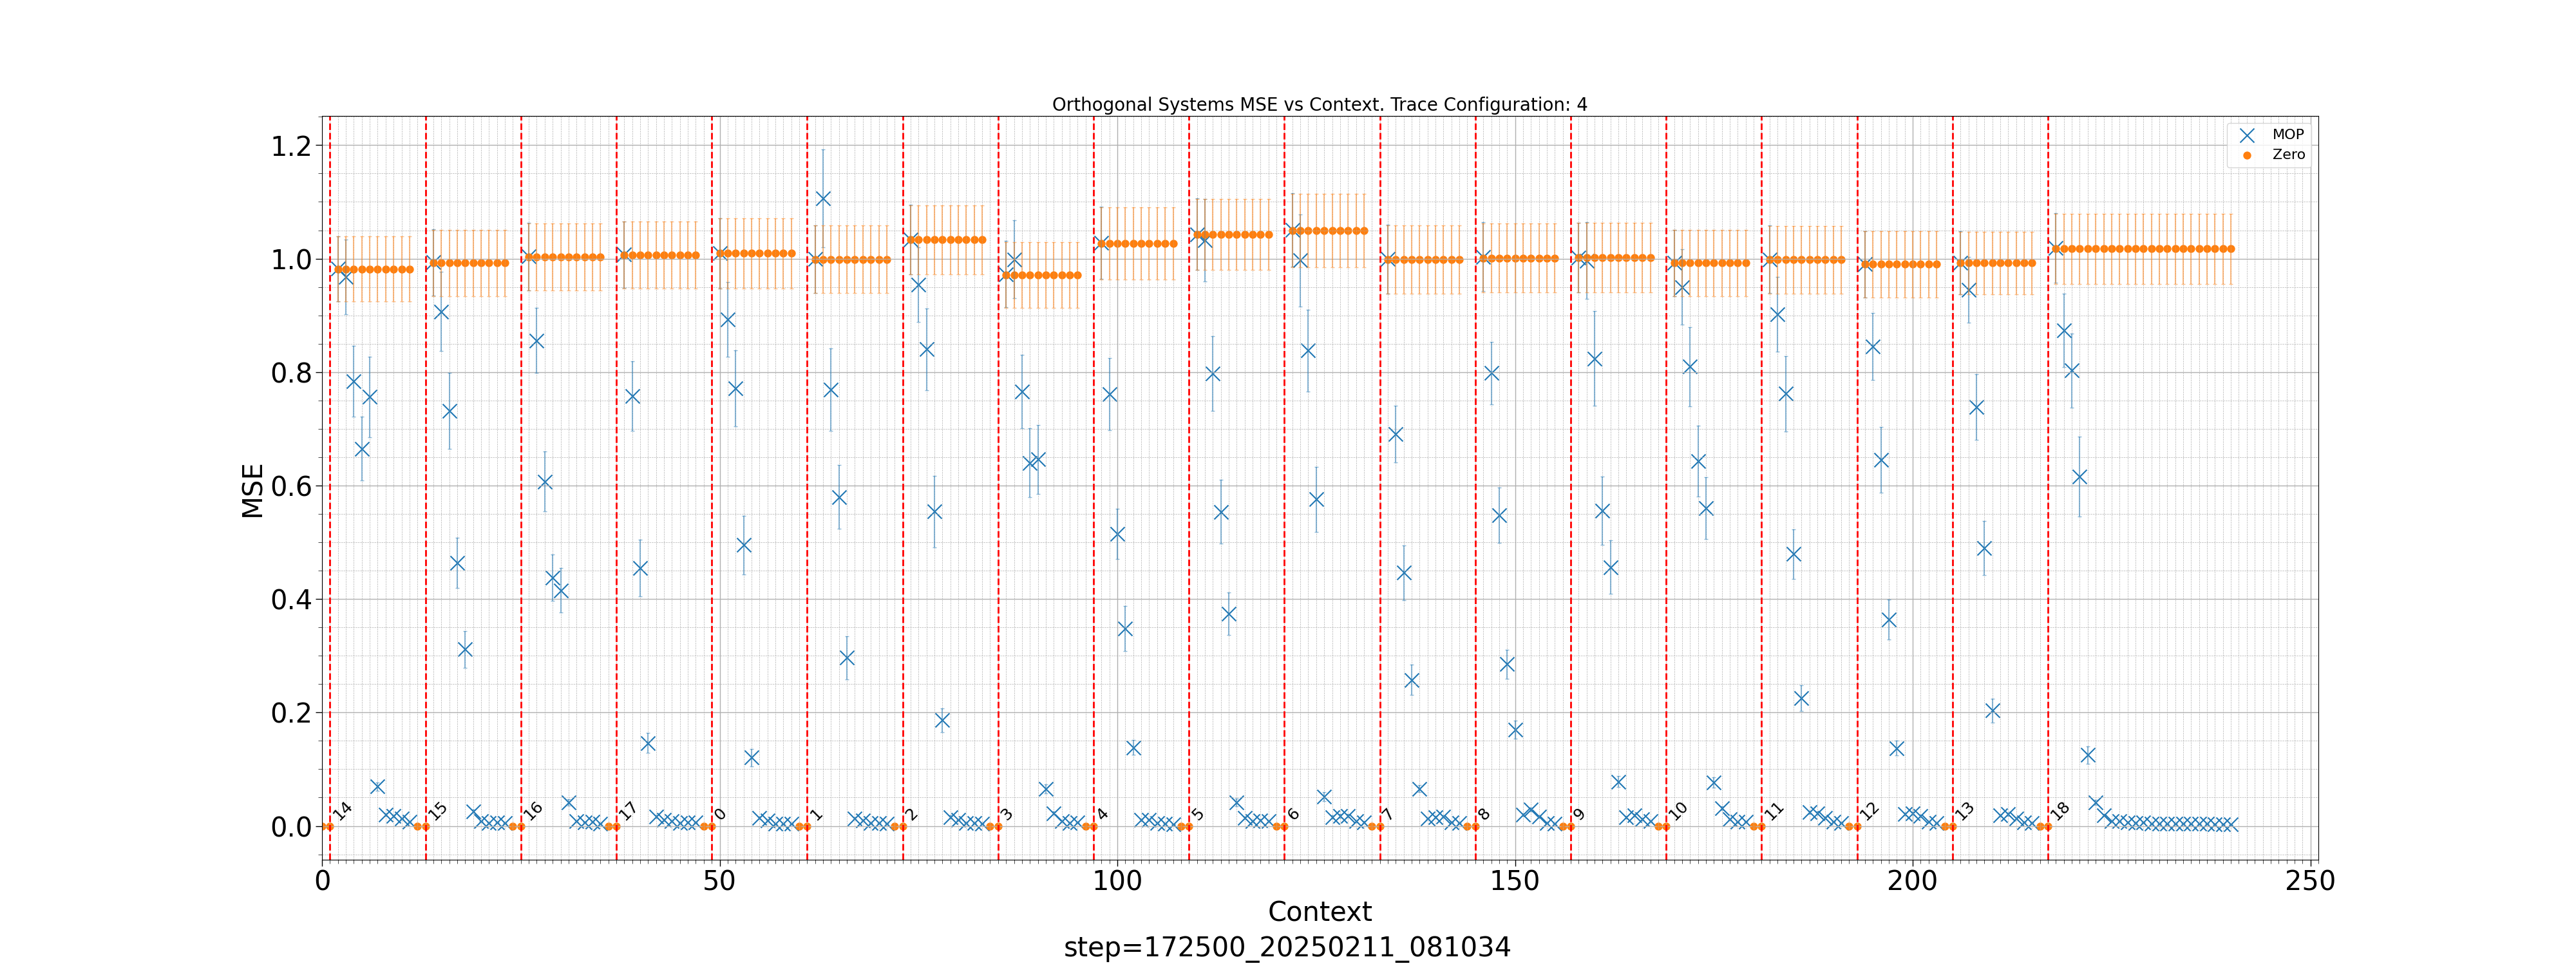 Orthogonal Systems MSE vs Context. Trace Configuration: 4
MOP
Zero
MSE
1.2
1.0
0.8
0.6
0.4
0.2
0.0
14 15 16 17 0 1 2 3 4 5 6 7 8 9 10 11 12 13 18
0 50 100 150 200 250
Context
step=172500_20250211_081034